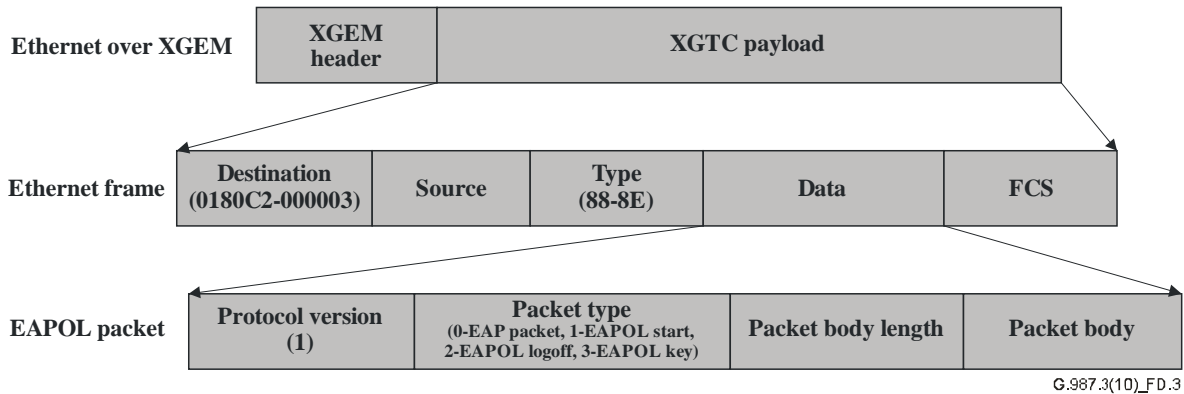 Ethernet over XGEM
XGEM
header
XGTC payload
Ethernet frame
Destination
(0180C2-000003)
Source
Type
(88-8E)
Data
FCS
EAPOL packet
Protocol version
(1)
Packet type
(0-EAP packet, 1-EAPOL start,
2-EAPOL logoff, 3-EAPOL key)
Packet body length
Packet body
G.987.3(10)_FD.3